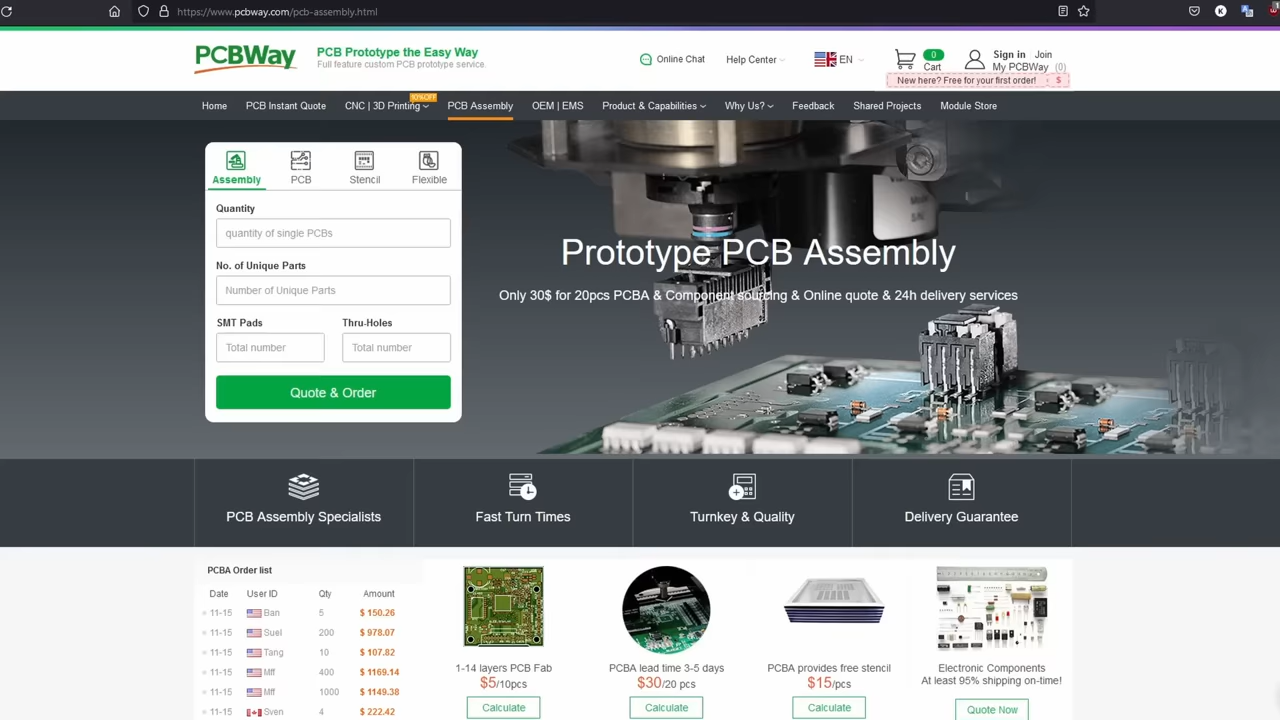 https://www.pcbway.com/pcb-assembly.html
PCBWay
PCB Prototype the Easy Way
Full feature custom PCB prototype service.
Online Chat
Help Center
EN
0
Cart
Sign in Join
My PCBWay (0)
New here? Free for your first order! $
Home PCB Instant Quote CNC | 3D Printing PCB Assembly OEM | EMS Product & Capabilities Why Us? Feedback Shared Projects Module Store
Assembly PCB Stencil Flexible
Quantity
quantity of single PCBs
No. of Unique Parts
Number of Unique Parts
SMT Pads Thru-Holes
Total number Total number
Quote & Order
Prototype PCB Assembly
Only 30$ for 20pcs PCBA & Component sourcing & Online quote & 24h delivery services
PCB Assembly Specialists Fast Turn Times Turnkey & Quality Delivery Guarantee
PCBA Order list
Date User ID Qty Amount
11-15 Ban 5 $ 150.26
11-15 Suel 200 $ 978.07
11-15 Tang 10 $ 107.82
11-15 Mff 400 $ 1169.14
11-15 Mff 1000 $ 1149.38
11-15 Sven 4 $ 222.42
1-14 layers PCB Fab
$5/10pcs
Calculate
PCBA lead time 3-5 days
$30/20 pcs
Calculate
PCBA provides free stencil
$15/pcs
Calculate
Electronic Components
At least 95% shipping on-time!
Quote Now